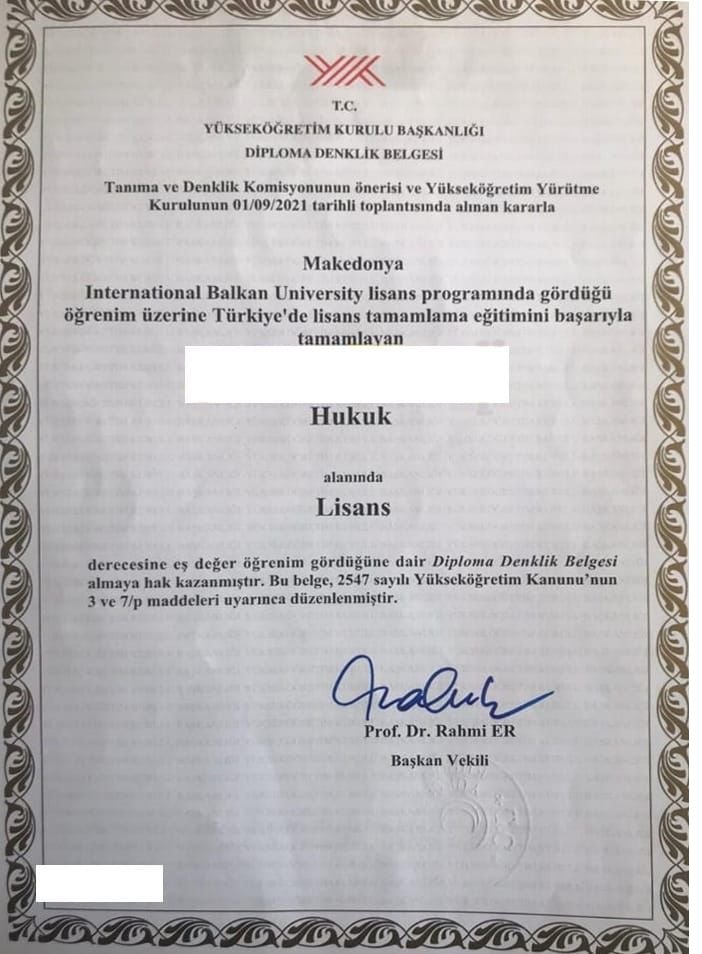 T.C.
YÜKSEKÖĞRETİM KURULU BAŞKANLIĞI
DİPLOMA DENKLİK BELGESİ
Tanıma ve Denklik Komisyonunun önerisi ve Yükseköğretim Yürütme
Kurulunun 01/09/2021 tarihli toplantısında alınan kararla
Makedonya
International Balkan University lisans programında gördüğü
öğrenim üzerine Türkiye'de lisans tamamlama eğitimini başarıyla
tamamlayan
Hukuk
alanında
Lisans
derecesine eş değer öğrenim gördüğüne dair Diploma Denklik Belgesi
almaya hak kazanmıştır. Bu belge, 2547 sayılı Yükseköğretim Kanunu’nun
3 ve 7/p maddeleri uyarınca düzenlenmiştir.
Prof. Dr. Rahmi ER
Başkan Vekili